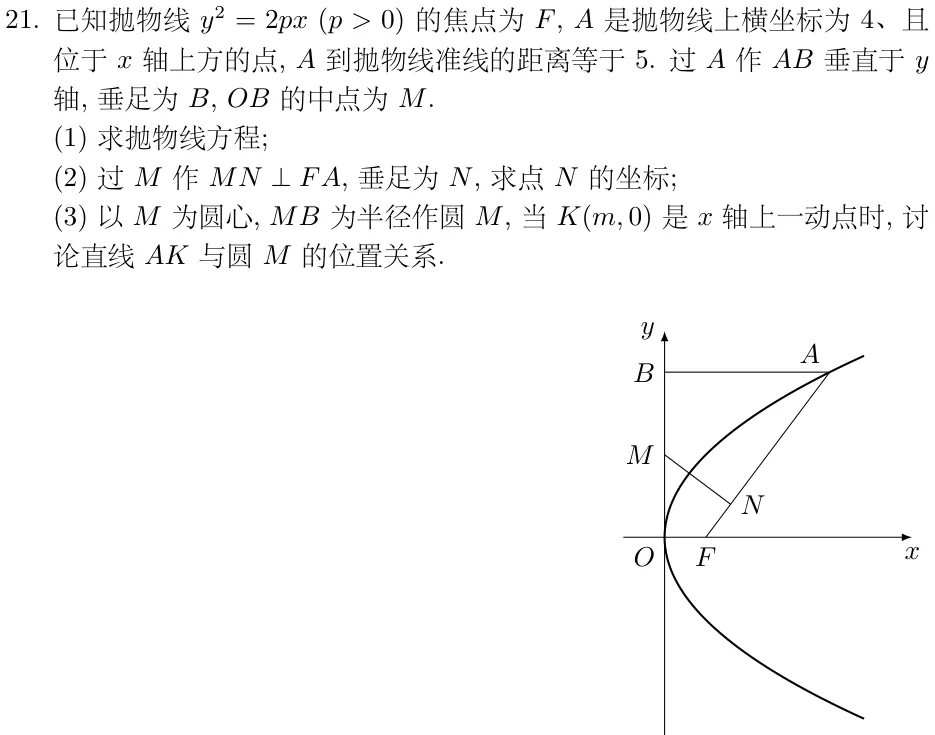 21. 已知抛物线 y² = 2px (p > 0) 的焦点为 F, A 是抛物线上横坐标为 4、且
位于 x 轴上方的点, A 到抛物线准线的距离等于 5. 过 A 作 AB 垂直于 y
轴, 垂足为 B, OB 的中点为 M.
(1) 求抛物线方程;
(2) 过 M 作 MN ⊥ FA, 垂足为 N, 求点 N 的坐标;
(3) 以 M 为圆心, MB 为半径作圆 M, 当 K(m, 0) 是 x 轴上一动点时, 讨
论直线 AK 与圆 M 的位置关系.
y
A
B
M
N
O
F
x